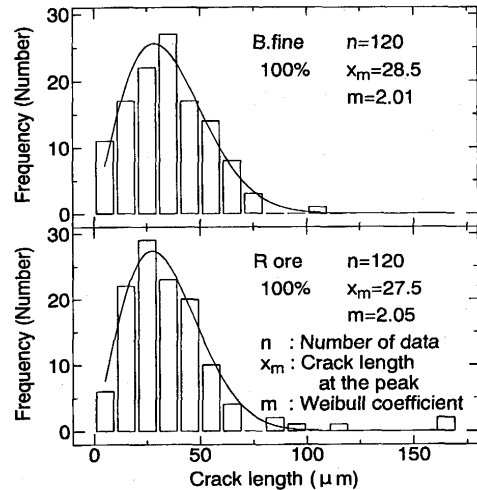 Frequency (Number)
30
20
10
0
B.fine n=120
100% xm=28.5
m=2.01
Frequency (Number)
30
20
10
0
R ore n=120
100% xm=27.5
m=2.05
n : Number of data
xm : Crack length
at the peak
m : Weibull coefficient
0 50 100 150
Crack length (μm)